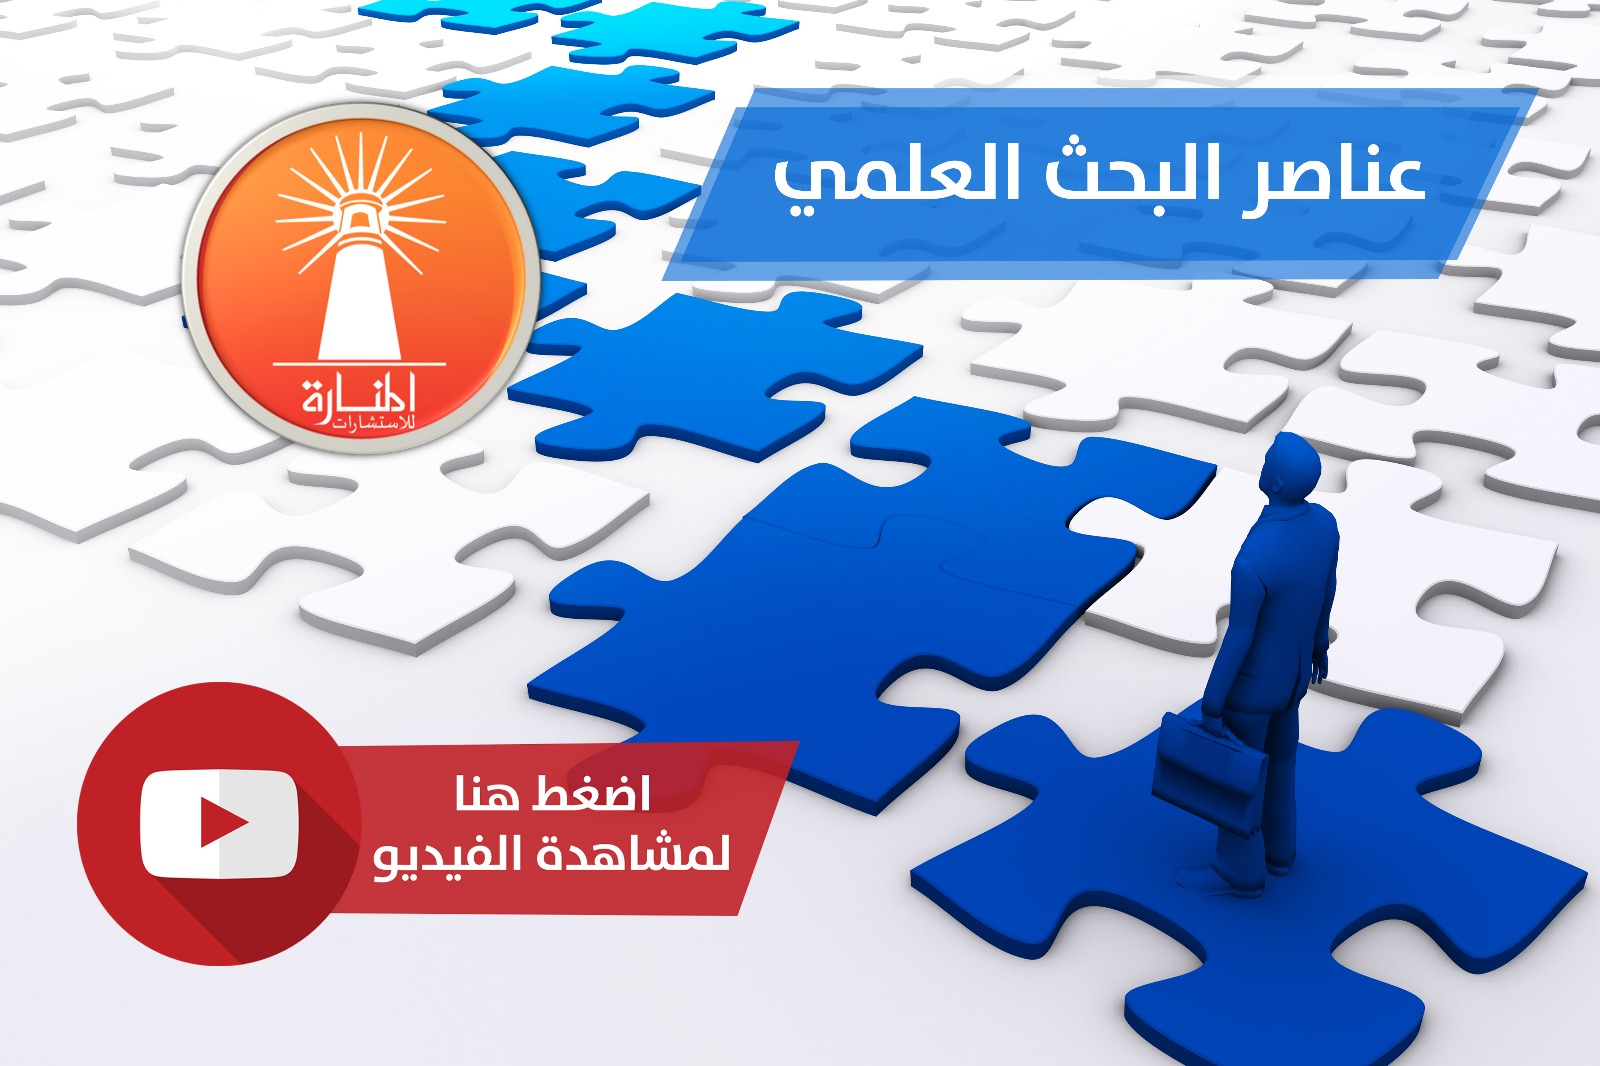 عناصر البحث العلمي
المنارة
للاستشارات
اضغط هنا
لمشاهدة الفيديو